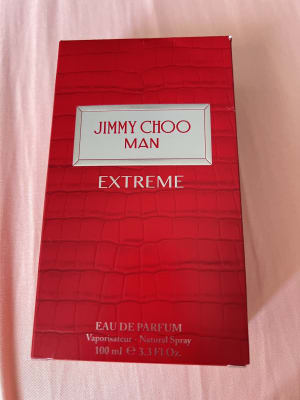 JIMMY CHOO
MAN
EXTREME
EAU DE PARFUM
Vaporisateur - Natural Spray
100 ml ℮ 3.3 Fl Oz.